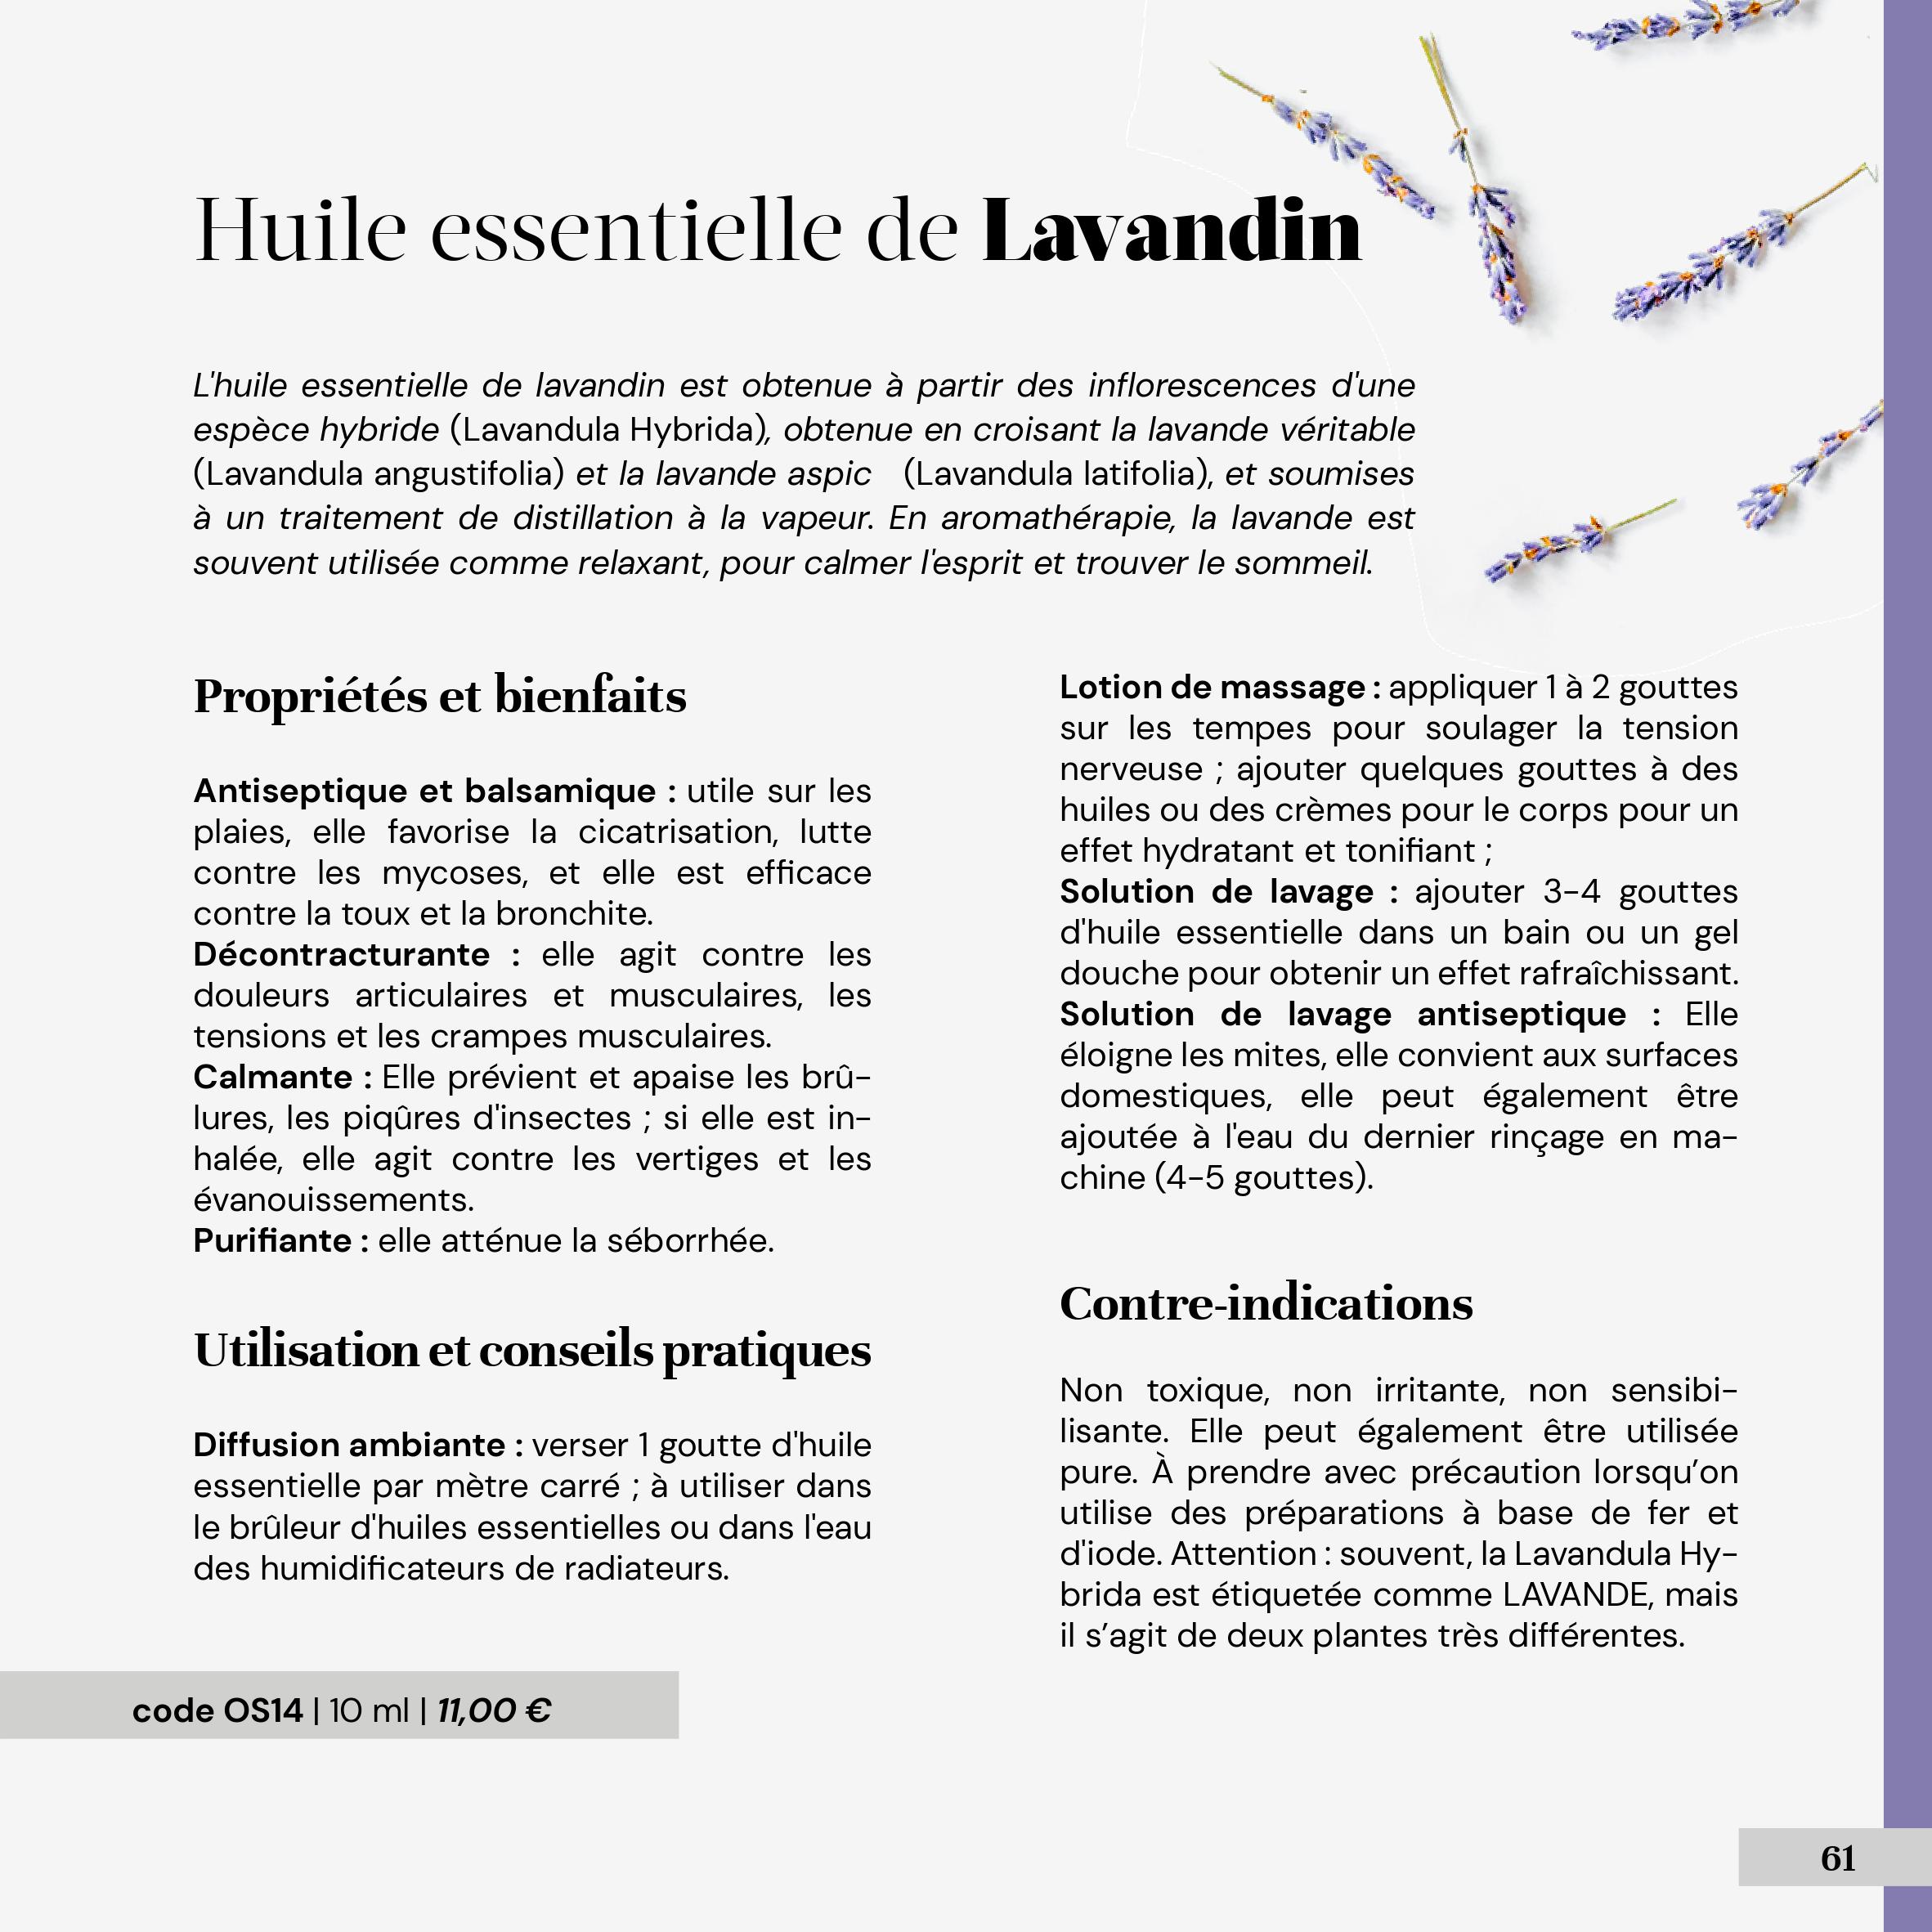 Huile essentielle de Lavandin
L'huile essentielle de lavandin est obtenue à partir des inflorescences d'une
espèce hybride (Lavandula Hybrida), obtenue en croisant la lavande véritable
(Lavandula angustifolia) et la lavande aspic (Lavandula latifolia), et soumises
à un traitement de distillation à la vapeur. En aromathérapie, la lavande est
souvent utilisée comme relaxant, pour calmer l'esprit et trouver le sommeil.
Propriétés et bienfaits
Antiseptique et balsamique : utile sur les
plaies, elle favorise la cicatrisation, lutte
contre les mycoses, et elle est efficace
contre la toux et la bronchite.
Décontracturante : elle agit contre les
douleurs articulaires et musculaires, les
tensions et les crampes musculaires.
Calmante : Elle prévient et apaise les brû-
lures, les piqûres d'insectes ; si elle est in-
halée, elle agit contre les vertiges et les
évanouissements.
Purifiante : elle atténue la séborrhée.
Utilisation et conseils pratiques
Diffusion ambiante : verser 1 goutte d'huile
essentielle par mètre carré ; à utiliser dans
le brûleur d'huiles essentielles ou dans l'eau
des humidificateurs de radiateurs.
Lotion de massage : appliquer 1 à 2 gouttes
sur les tempes pour soulager la tension
nerveuse ; ajouter quelques gouttes à des
huiles ou des crèmes pour le corps pour un
effet hydratant et tonifiant ;
Solution de lavage : ajouter 3-4 gouttes
d'huile essentielle dans un bain ou un gel
douche pour obtenir un effet rafraîchissant.
Solution de lavage antiseptique : Elle
éloigne les mites, elle convient aux surfaces
domestiques, elle peut également être
ajoutée à l'eau du dernier rinçage en ma-
chine (4-5 gouttes).
Contre-indications
Non toxique, non irritante, non sensibi-
lisante. Elle peut également être utilisée
pure. À prendre avec précaution lorsqu’on
utilise des préparations à base de fer et
d'iode. Attention : souvent, la Lavandula Hy-
brida est étiquetée comme LAVANDE, mais
il s’agit de deux plantes très différentes.
code OS14 | 10 ml | 11,00 €
61